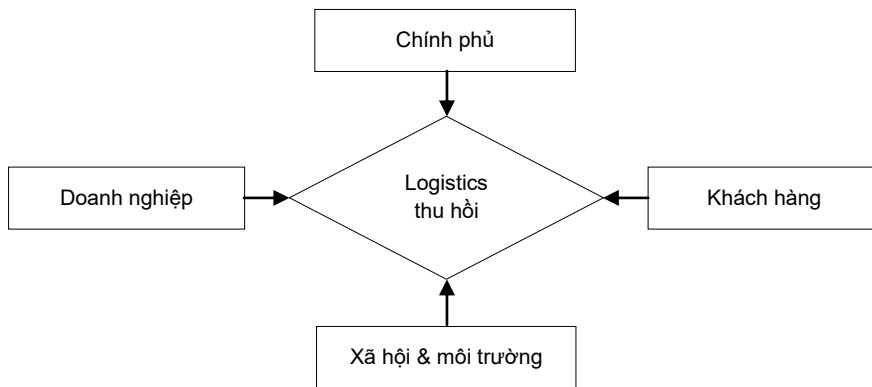 Chính phủ
Doanh nghiệp
Logistics
thu hồi
Khách hàng
Xã hội & môi trường